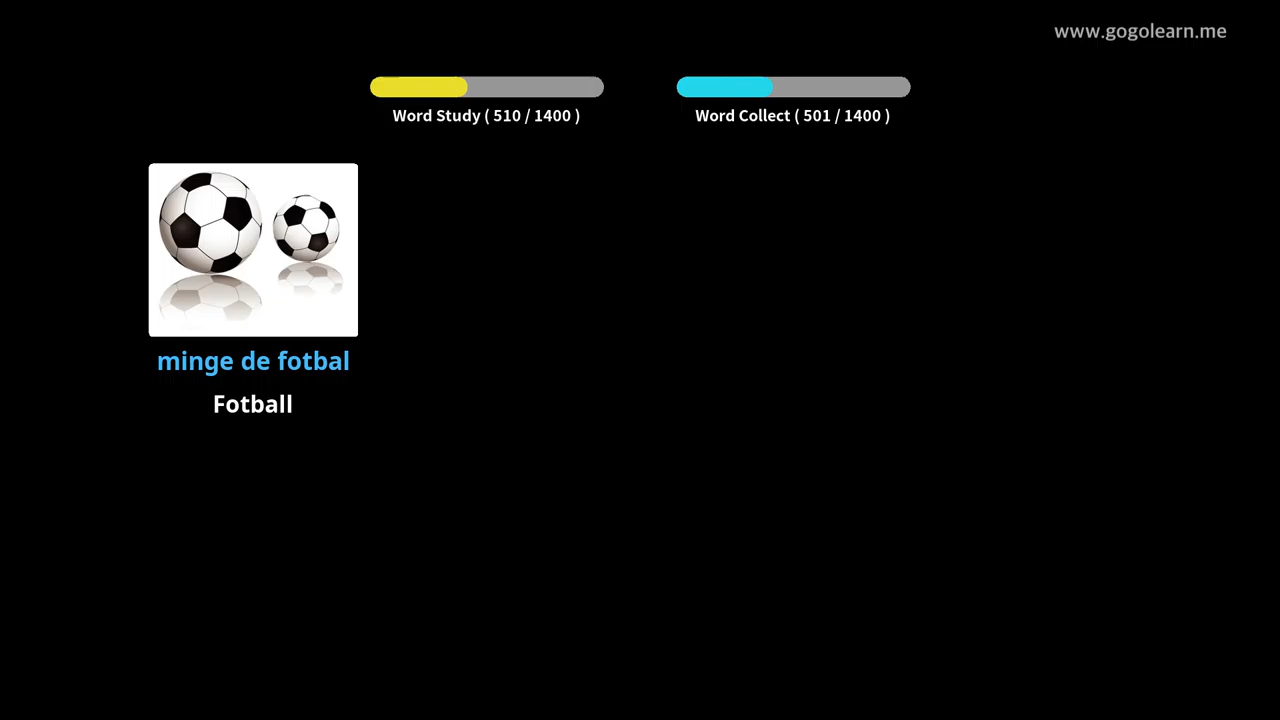 www.gogolearn.me
Word Study ( 510 / 1400 )
Word Collect ( 501 / 1400 )
minge de fotbal
Fotball